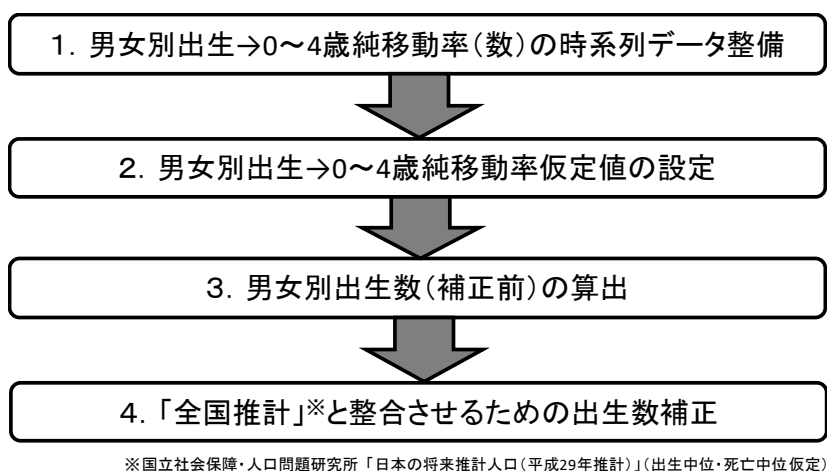 1．男女別出生→0～4歳純移動率（数）の時系列データ整備
2．男女別出生→0～4歳純移動率仮定値の設定
3．男女別出生数（補正前）の算出
4．「全国推計」※と整合させるための出生数補正
※国立社会保障・人口問題研究所「日本の将来推計人口（平成29年推計）」（出生中位・死亡中位仮定）